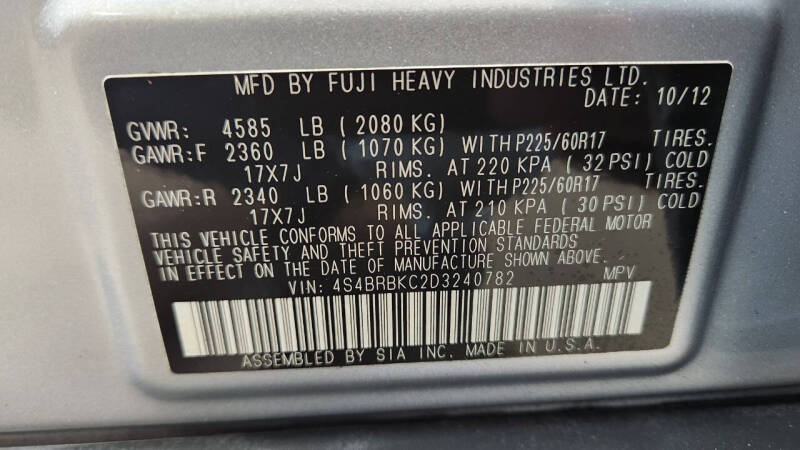 MFD BY FUJI HEAVY INDUSTRIES LTD.
DATE: 10/12
GVWR: 4585 LB ( 2080 KG)
GAWR:F 2360 LB ( 1070 KG) WITH P225/60R17 TIRES.
17X7J RIMS. AT 220 KPA ( 32 PSI) COLD
GAWR:R 2340 LB ( 1060 KG) WITH P225/60R17 TIRES.
17X7J RIMS. AT 210 KPA ( 30 PSI) COLD
THIS VEHICLE CONFORMS TO ALL APPLICABLE FEDERAL MOTOR
VEHICLE SAFETY AND THEFT PREVENTION STANDARDS
IN EFFECT ON THE DATE OF MANUFACTURE SHOWN ABOVE.
VIN: 4S4BRBKC2D3240782 MPV
ASSEMBLED BY SIA INC. MADE IN U.S.A.